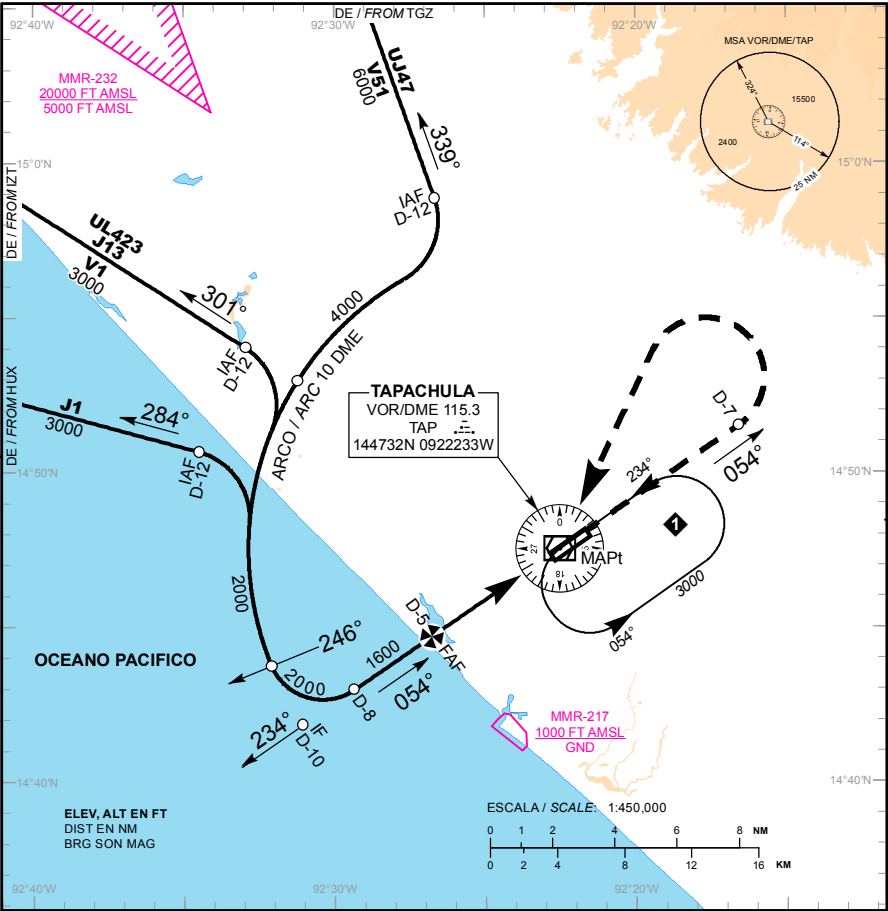 92°40'W
92°30'W
92°20'W
DE / FROM TGZ
MMR-232
20000 FT AMSL
5000 FT AMSL
UJ47
V51
6000
339°
IAF
D-12
MSA VOR/DME/TAP
324°
15500
2400
114°
25 NM
15°0'N
15°0'N
DE / FROM IZT
UL423
J13
V1
3000
301°
IAF
D-12
4000
ARCO / ARC 10 DME
DE / FROM HUX
J1
3000
284°
IAF
D-12
TAPACHULA
VOR/DME 115.3
TAP
144732N 0922233W
D-7
234°
054°
14°50'N
14°50'N
1
0
27
18
MAPt
3000
054°
2000
D-5
FAF
246°
1600
OCEANO PACIFICO
2000
D-8
054°
234°
IF
D-10
MMR-217
1000 FT AMSL
GND
14°40'N
14°40'N
ELEV, ALT EN FT
DIST EN NM
BRG SON MAG
ESCALA / SCALE: 1:450,000
0 1 2 4 6 8 NM
0 2 4 8 12 16 KM
92°40'W
92°30'W
92°20'W